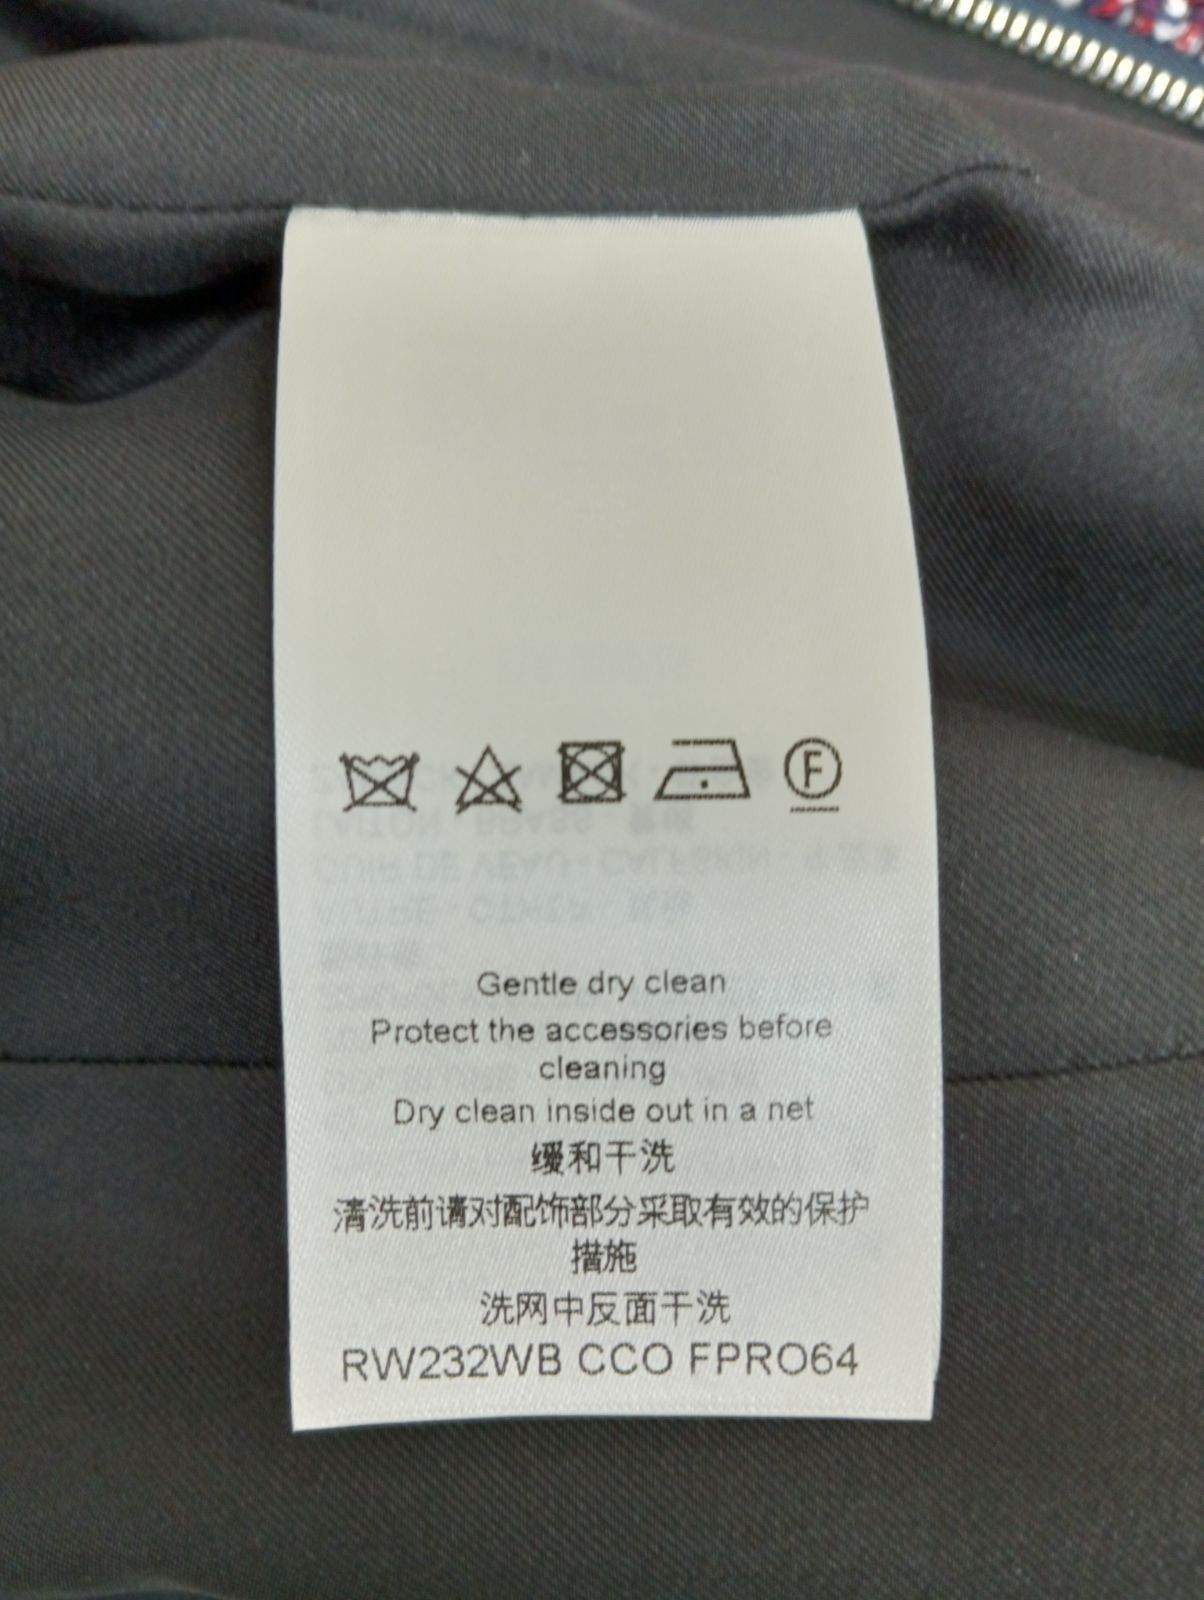 F
Gentle dry clean
Protect the accessories before
cleaning
Dry clean inside out in a net
缓和干洗
清洗前请对配饰部分采取有效的保护
措施
洗网中反面干洗
RW232WB CCO FPRO64